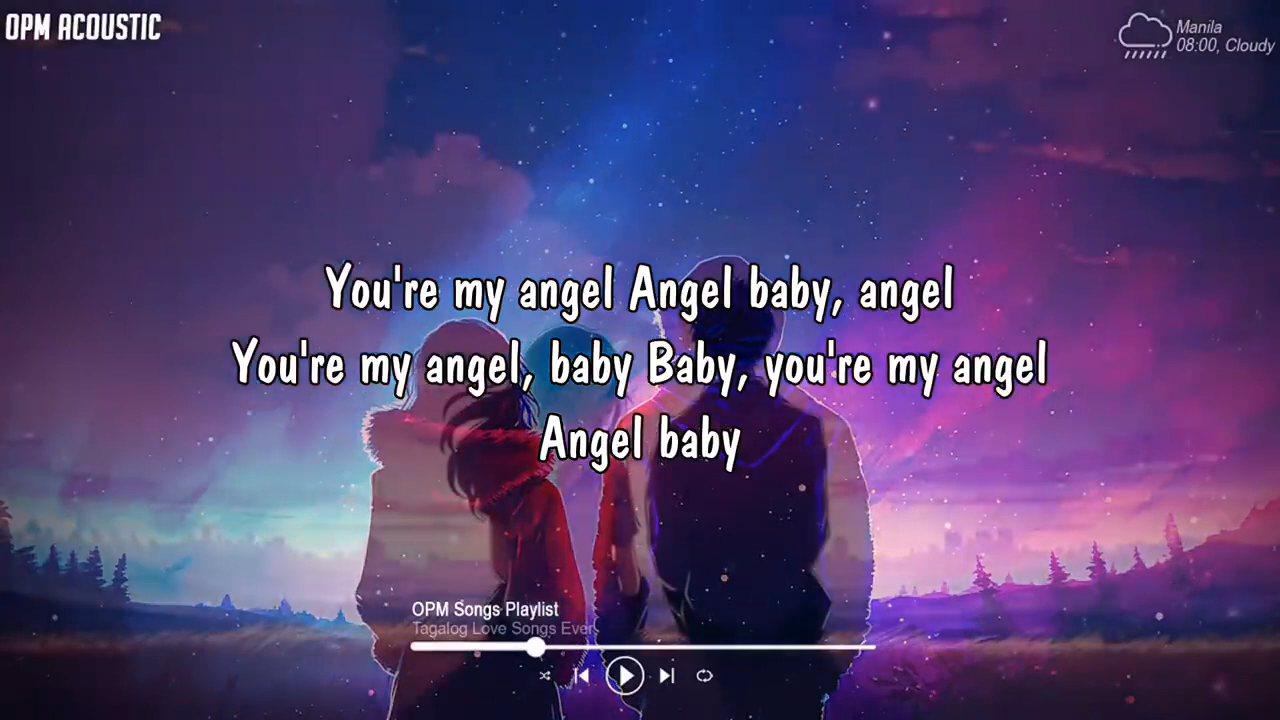 OPM ACOUSTIC
Manila
08:00, Cloudy
You're my angel Angel baby, angel
You're my angel, baby Baby, you're my angel
Angel baby
OPM Songs Playlist
Tagalog Love Songs Ever